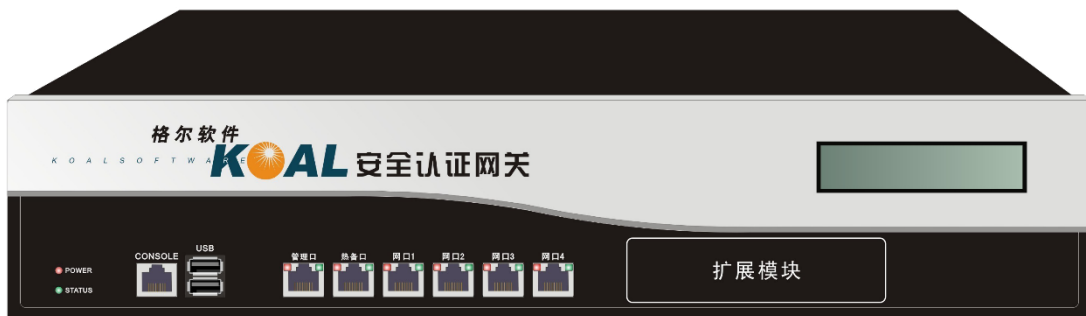 格尔软件
KOALSOFTWARE
KOAL 安全认证网关
CONSOLE USB 管理口 热备口 网口1 网口2 网口3 网口4
POWER
STATUS
扩展模块